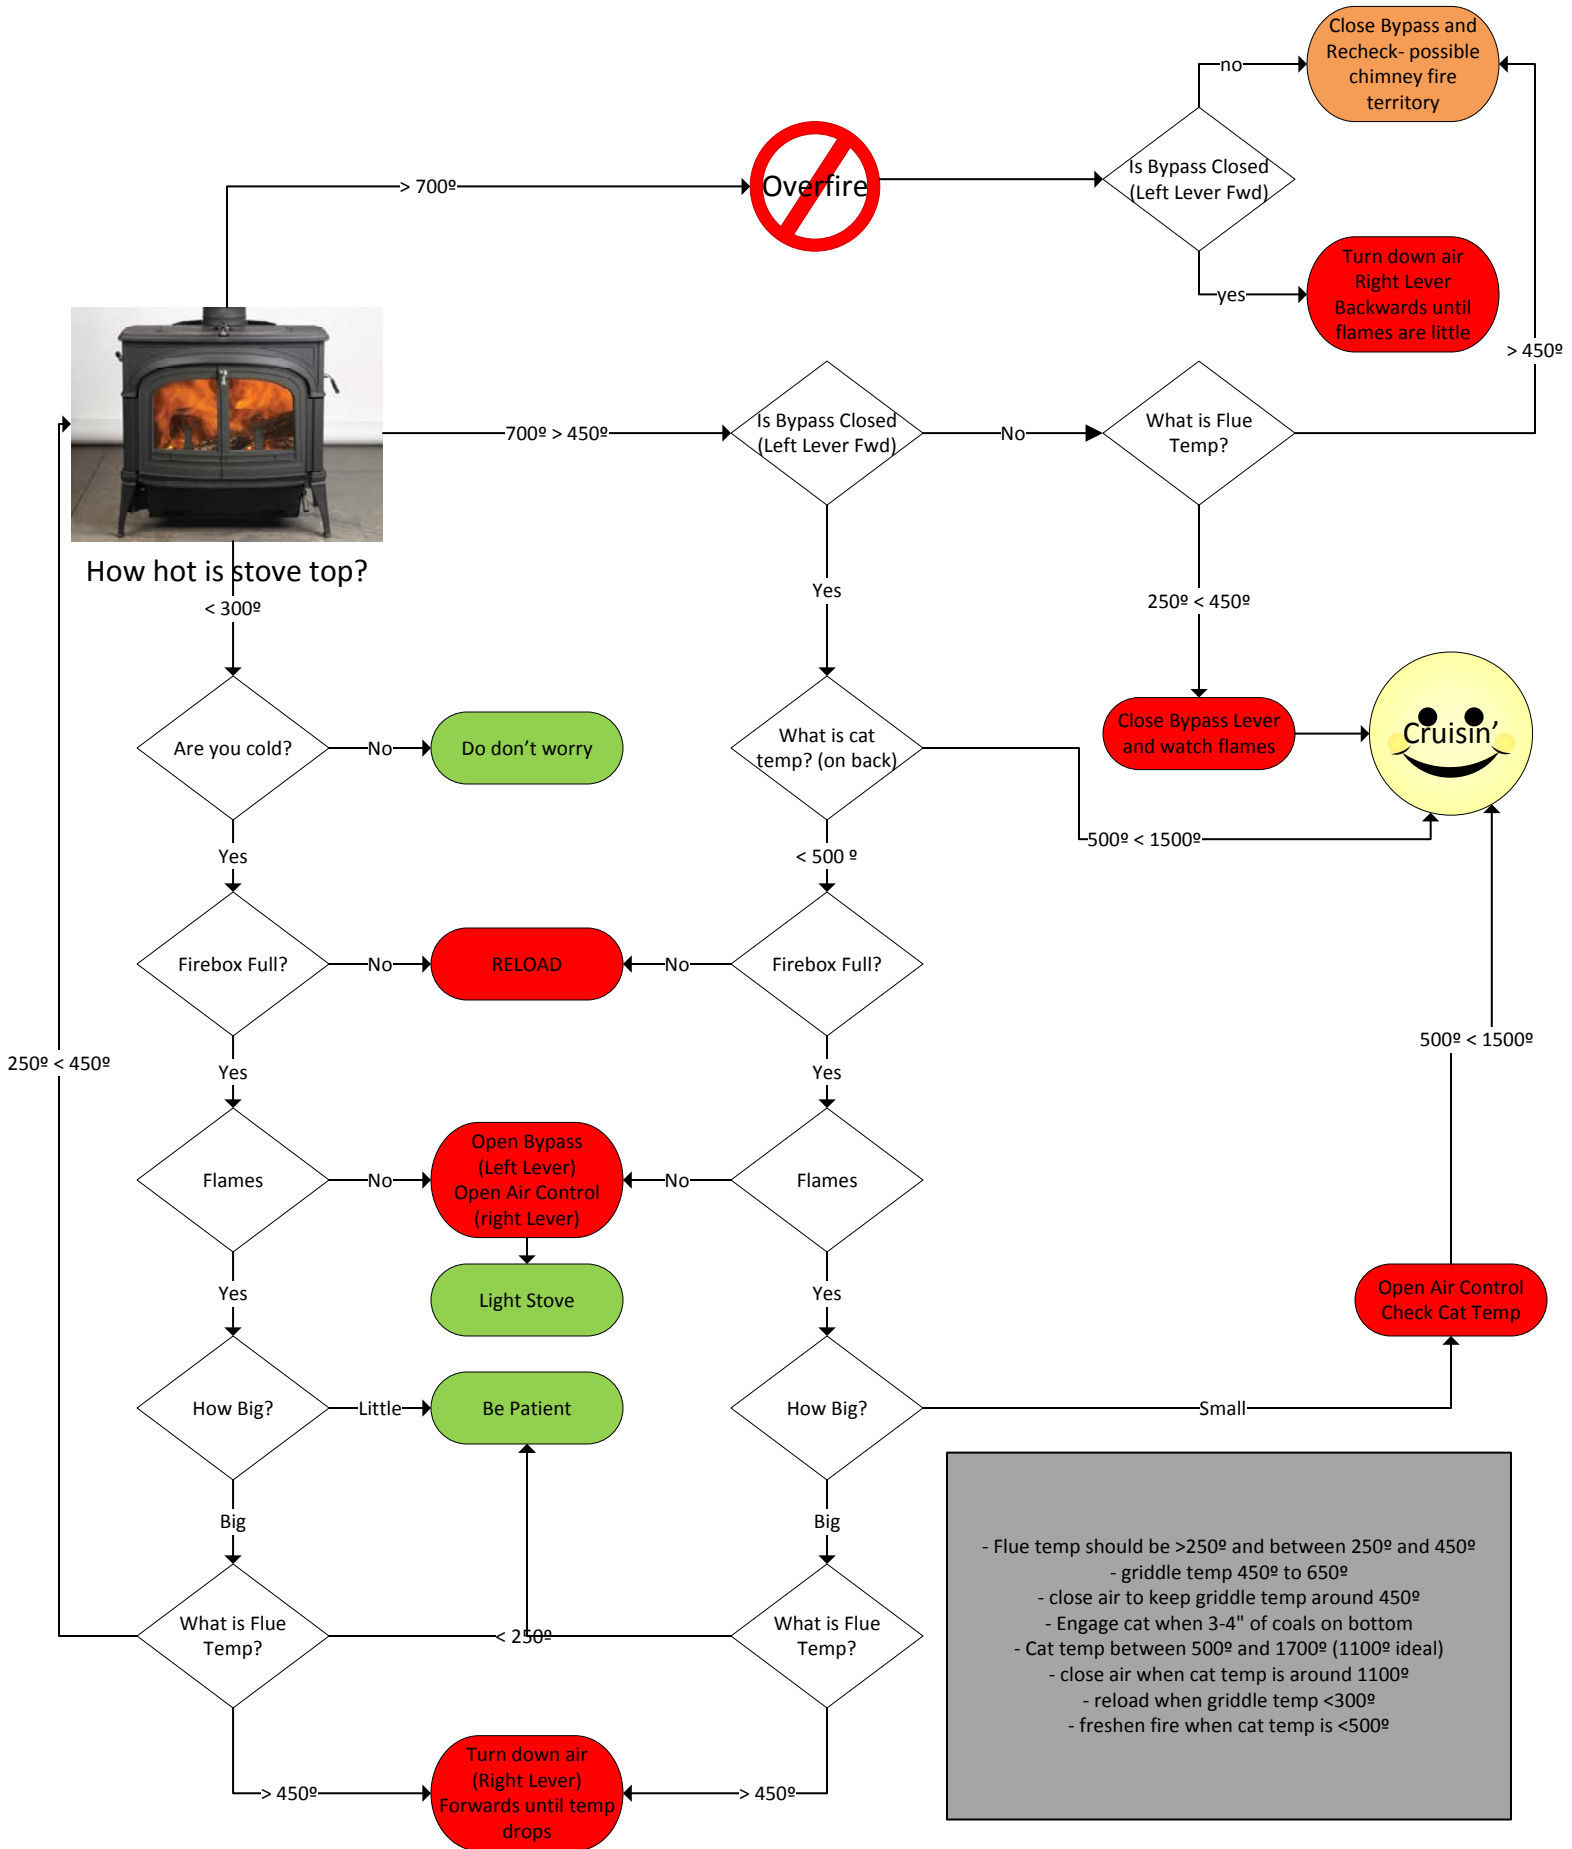 Close Bypass and
Recheck- possible
chimney fire
territory
no
> 700º
Overfire
Is Bypass Closed
(Left Lever Fwd)
yes
Turn down air
Right Lever
Backwards until
flames are little
> 450º
700º > 450º
Is Bypass Closed
(Left Lever Fwd)
No
What is Flue
Temp?
How hot is stove top?
< 300º
Yes
250º < 450º
Are you cold?
No
Do don't worry
What is cat
temp? (on back)
Close Bypass Lever
and watch flames
Cruisin'
500º < 1500º
Yes
< 500 º
Firebox Full?
No
RELOAD
No
Firebox Full?
250º < 450º
Yes
Yes
500º < 1500º
Flames
No
Open Bypass
(Left Lever)
Open Air Control
(right Lever)
No
Flames
Yes
Light Stove
Yes
Open Air Control
Check Cat Temp
How Big?
Little
Be Patient
How Big?
Small
Big
Big
- Flue temp should be >250º and between 250º and 450º
- griddle temp 450º to 650º
- close air to keep griddle temp around 450º
- Engage cat when 3-4" of coals on bottom
- Cat temp between 500º and 1700º (1100º ideal)
- close air when cat temp is around 1100º
- reload when griddle temp <300º
- freshen fire when cat temp is <500º
What is Flue
Temp?
< 250º
What is Flue
Temp?
> 450º
Turn down air
(Right Lever)
Forwards until temp
drops
> 450º